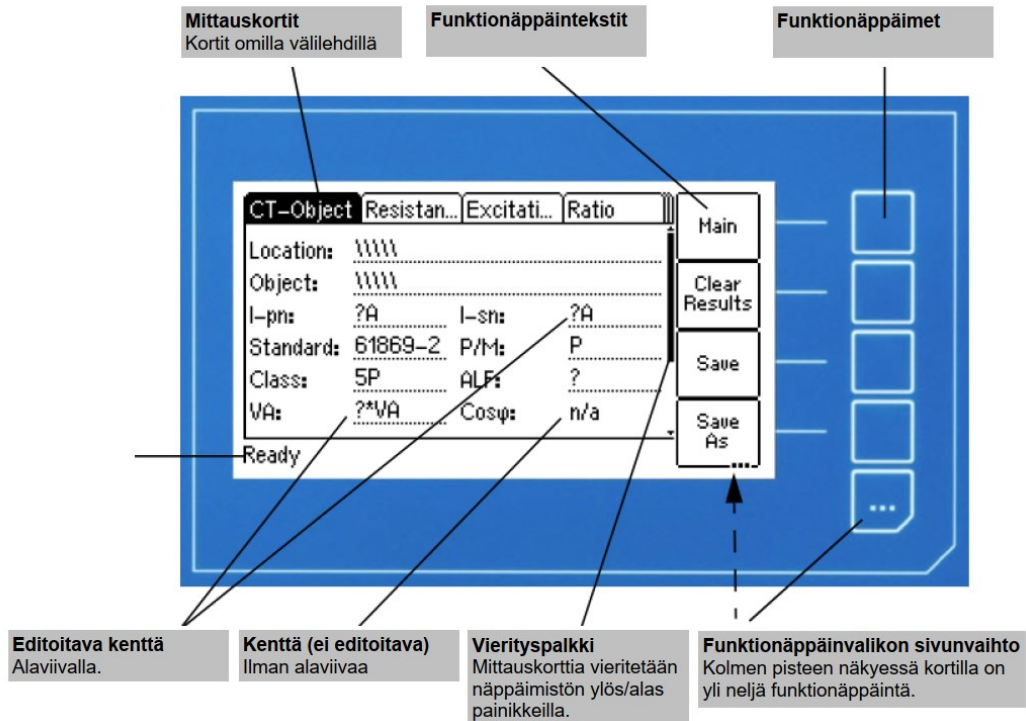 Mittauskortit
Kortit omilla välilehdillä
Funktionäppäintekstit
Funktionäppäimet
CT-Object Resistan... Excitati... Ratio
Location: \\\\\
Object: \\\\\
I-pn: ?A I-sn: ?A
Standard: 61869-2 P/M: P
Class: 5P ALF: ?
VA: ?*VA Cosφ: n/a
Ready
Main
Clear
Results
Save
Save
As
...
...
Editoitava kenttä
Alaviivalla.
Kenttä (ei editoitava)
Ilman alaviivaa
Vierityspalkki
Mittauskorttia vieritetään
näppäimistön ylös/alas
painikkeilla.
Funktionäppäinvalikon sivunvaihto
Kolmen pisteen näkyessä kortilla on
yli neljä funktionäppäintä.